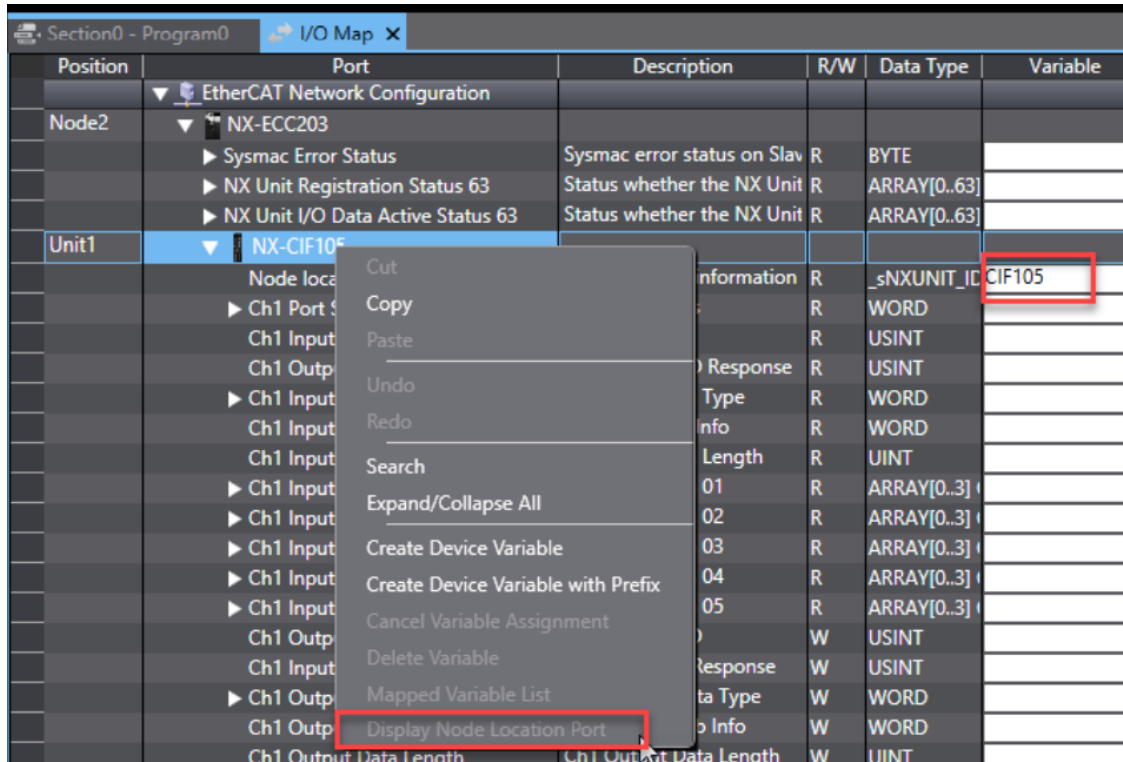 Section0 - Program0 I/O Map X
Position Port Description R/W Data Type Variable
EtherCAT Network Configuration
Node2 NX-ECC203
Sysmac Error Status Sysmac error status on Slav R BYTE
NX Unit Registration Status 63 Status whether the NX Unit R ARRAY[0..63]
NX Unit I/O Data Active Status 63 Status whether the NX Unit R ARRAY[0..63]
Unit1 NX-CIF105
Cut
Node loca information R _sNXUNIT_ID CIF105
Copy
Ch1 Port S R WORD
Paste
Ch1 Input R USINT
Ch1 Outp Response R USINT
Undo
Ch1 Input Type R WORD
Redo
Ch1 Input Info R WORD
Ch1 Input Length R UINT
Search
Ch1 Input 01 R ARRAY[0..3]
Expand/Collapse All
Ch1 Input 02 R ARRAY[0..3]
Create Device Variable
Ch1 Input 03 R ARRAY[0..3]
Create Device Variable with Prefix
Ch1 Input 04 R ARRAY[0..3]
Ch1 Input 05 R ARRAY[0..3]
Cancel Variable Assignment
Ch1 Outp W USINT
Delete Variable
Ch1 Input Response W USINT
Mapped Variable List
Ch1 Outp ta Type W WORD
Display Node Location Port
Ch1 Outp Info W WORD
Ch1 Output Data Length Ch1 Output Data Length W UINT